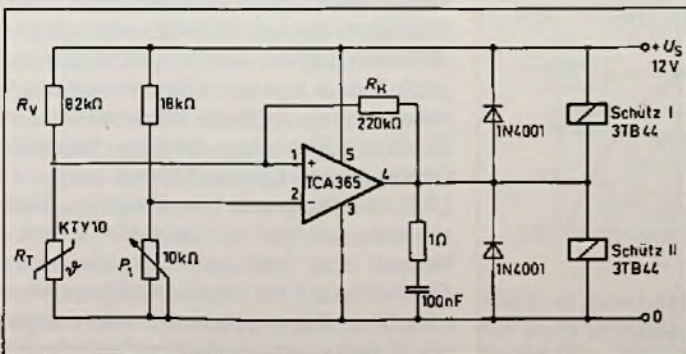 + U_S
12V
R_V
82kΩ
18kΩ
R_K
220kΩ
1N4001
Schütz I
3TB44
1
+
5
TCA365
4
2
3
KTY10
R_T
ϑ
P_1
10kΩ
1Ω
100nF
1N4001
Schütz II
3TB44
0